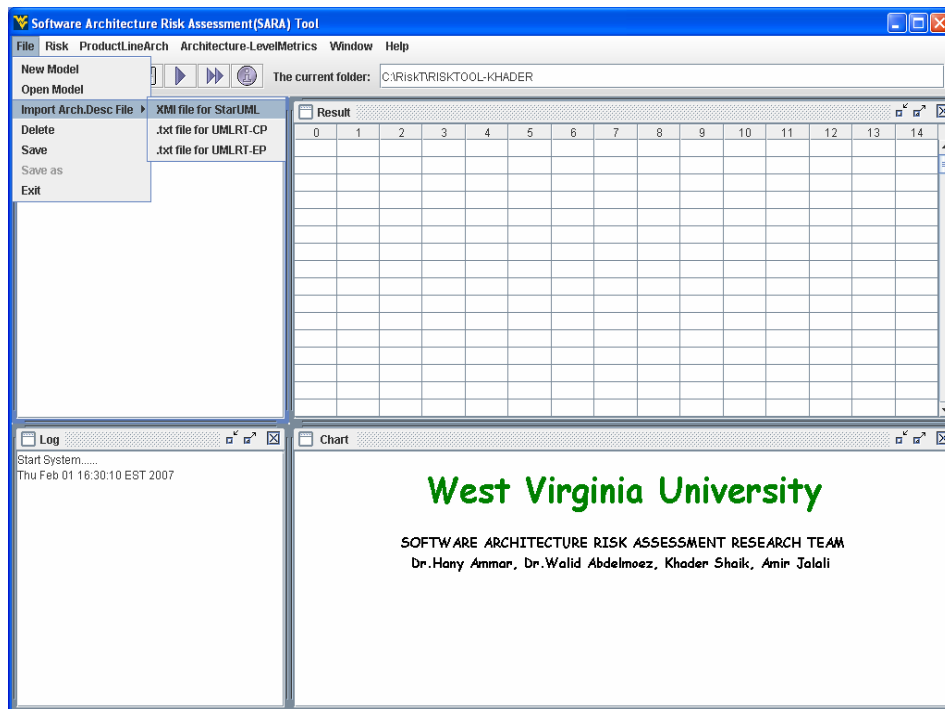 Software Architecture Risk Assessment(SARA) Tool
File Risk ProductLineArch Architecture-LevelMetrics Window Help
New Model
Open Model
Import Arch.Desc File
Delete
Save
Save as
Exit
XMI file for StarUML
.txt file for UMLRT-CP
.txt file for UMLRT-EP
The current folder: C:\RiskT\RISKTOOL-KHADER
Result
0 1 2 3 4 5 6 7 8 9 10 11 12 13 14
Log
Start System......
Thu Feb 01 16:30:10 EST 2007
Chart
West Virginia University
SOFTWARE ARCHITECTURE RISK ASSESSMENT RESEARCH TEAM
Dr.Hany Ammar, Dr.Walid Abdelmoez, Khader Shaik, Amir Jalali